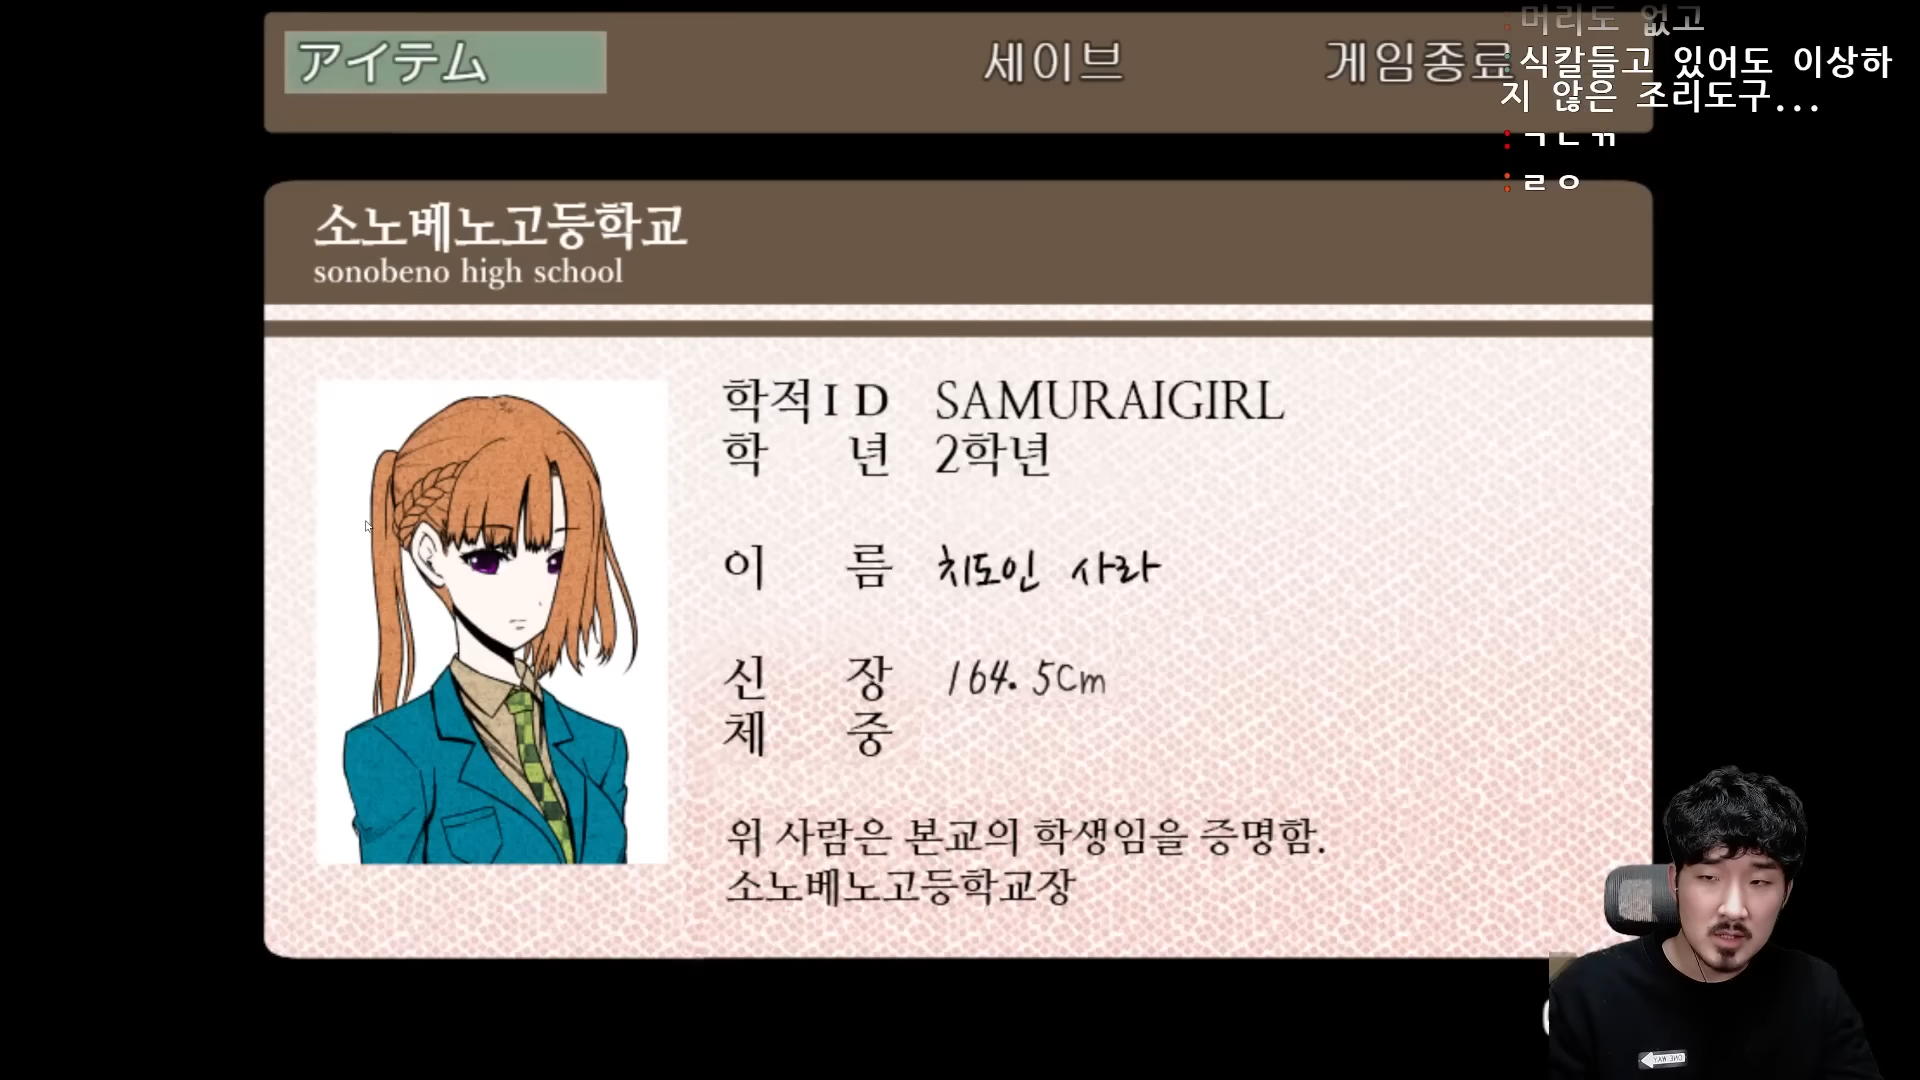 アイテム 세이브 게임종료
머리도 없고
식칼들고 있어도 이상하
지 않은 조리도구...
ㄱㄴㄲ
ㄹㅇ
소노베노고등학교
sonobeno high school
학적ID SAMURAIGIRL
학 년 2학년
이 름 치도인 사라
신 장 164.5cm
체 중
위 사람은 본교의 학생임을 증명함.
소노베노고등학교장
ONE WAY